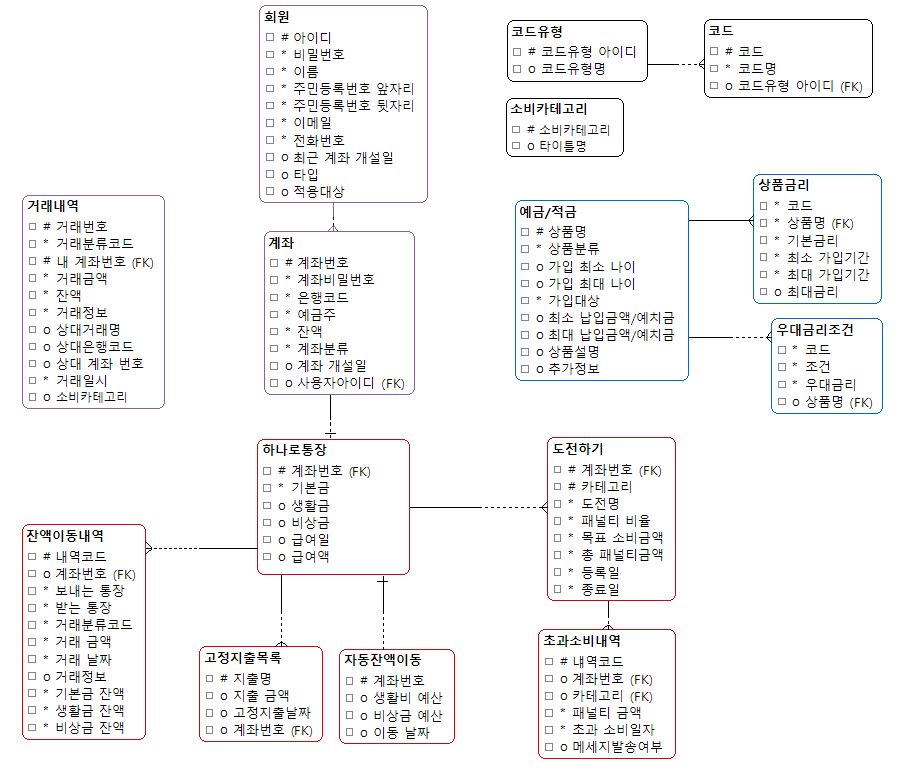 회원
# 아이디
* 비밀번호
* 이름
* 주민등록번호 앞자리
* 주민등록번호 뒷자리
* 이메일
* 전화번호
o 최근 계좌 개설일
o 타입
o 적용대상
코드유형
# 코드유형 아이디
o 코드유형명
코드
# 코드
* 코드명
o 코드유형 아이디 (FK)
소비카테고리
# 소비카테고리
o 타이틀명
거래내역
# 거래번호
* 거래분류코드
# 내 계좌번호 (FK)
* 거래금액
* 잔액
* 거래정보
o 상대거래명
o 상대은행코드
o 상대 계좌 번호
* 거래일시
o 소비카테고리
계좌
# 계좌번호
* 계좌비밀번호
* 은행코드
* 예금주
* 잔액
* 계좌분류
o 계좌 개설일
o 사용자아이디 (FK)
예금/적금
# 상품명
* 상품분류
o 가입 최소 나이
o 가입 최대 나이
* 가입대상
o 최소 납입금액/예치금
o 최대 납입금액/예치금
o 상품설명
o 추가정보
상품금리
* 코드
* 상품명 (FK)
* 기본금리
* 최소 가입기간
* 최대 가입기간
o 최대금리
우대금리조건
* 코드
* 조건
* 우대금리
o 상품명 (FK)
하나로통장
# 계좌번호 (FK)
* 기본금
o 생활금
o 비상금
o 급여일
o 급여액
도전하기
# 계좌번호 (FK)
# 카테고리
* 도전명
* 패널티 비율
* 목표 소비금액
* 총 패널티금액
* 등록일
* 종료일
잔액이동내역
# 내역코드
o 계좌번호 (FK)
* 보내는 통장
* 받는 통장
* 거래분류코드
* 거래 금액
* 거래 날짜
o 거래정보
* 기본금 잔액
* 생활금 잔액
* 비상금 잔액
고정지출목록
# 지출명
o 지출 금액
o 고정지출날짜
o 계좌번호 (FK)
자동잔액이동
# 계좌번호
o 생활비 예산
o 비상금 예산
o 이동 날짜
초과소비내역
# 내역코드
o 계좌번호 (FK)
o 카테고리 (FK)
* 패널티 금액
* 초과 소비일자
o 메세지발송여부